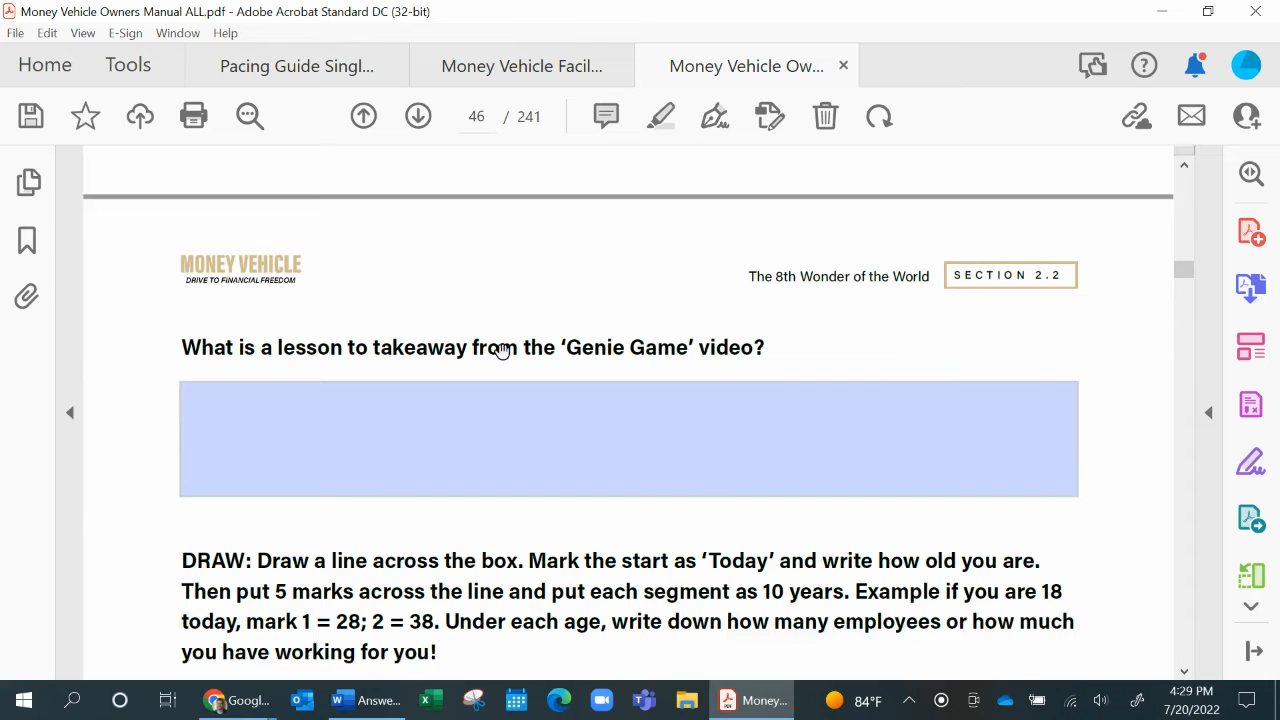 Money Vehicle Owners Manual ALL.pdf - Adobe Acrobat Standard DC (32-bit)
File Edit View E-Sign Window Help
Home Tools Pacing Guide Singl... Money Vehicle Facil... Money Vehicle Ow...
46 / 241
MONEY VEHICLE
DRIVE TO FINANCIAL FREEDOM
The 8th Wonder of the World SECTION 2.2
What is a lesson to takeaway from the ‘Genie Game’ video?
DRAW: Draw a line across the box. Mark the start as ‘Today’ and write how old you are.
Then put 5 marks across the line and put each segment as 10 years. Example if you are 18
today, mark 1 = 28; 2 = 38. Under each age, write down how many employees or how much
you have working for you!
Googl... Answe... Money... 84°F
4:29 PM
7/20/2022